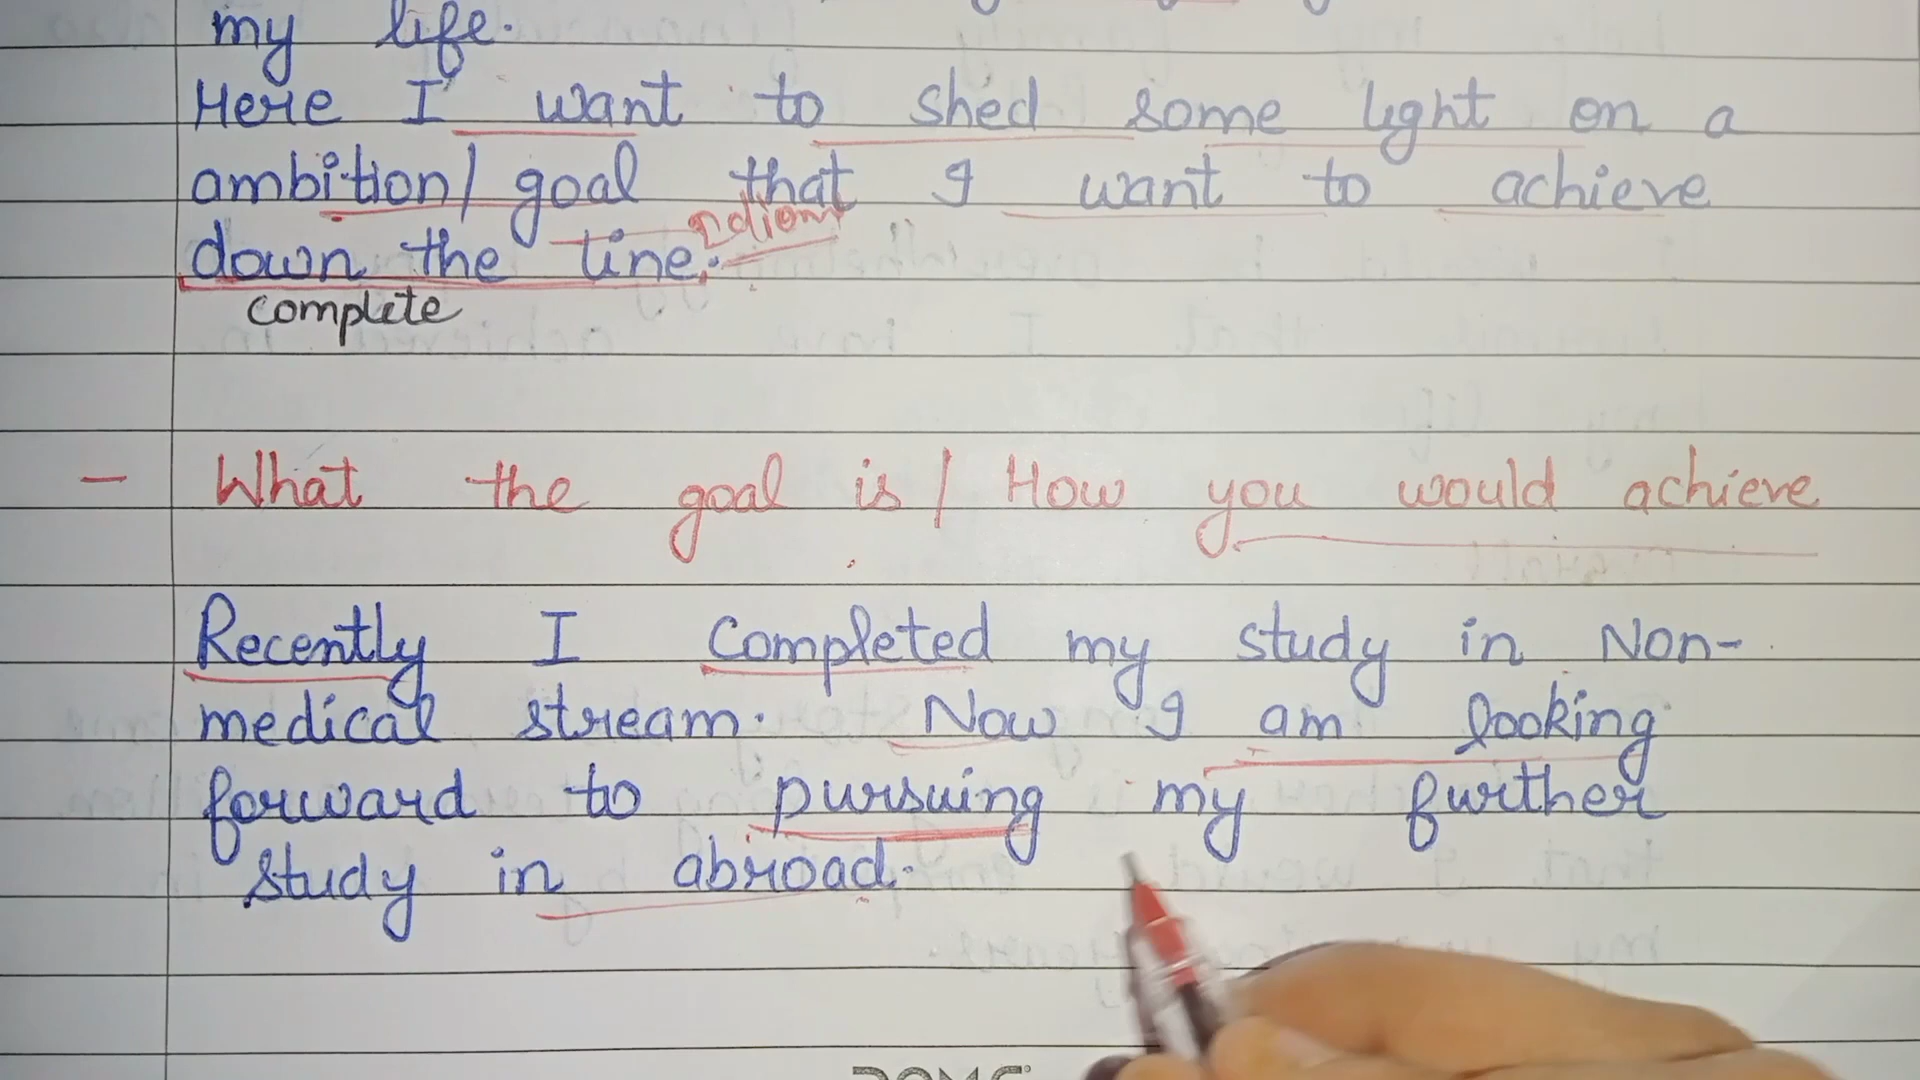 my life.
Here I want to shed some light on a
ambition/ goal that I want to achieve
idiom
down the line.
complete
- What the goal is / How you would achieve
Recently I completed my study in Non-
medical stream. Now I am looking
forward to pursuing my further
study in abroad.